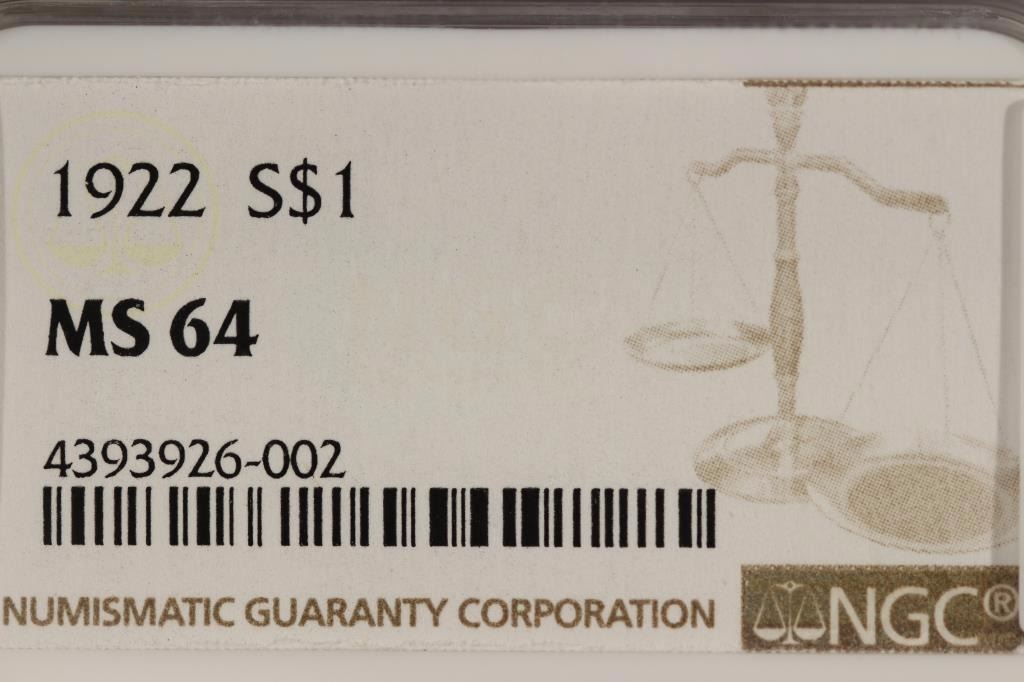 1922 S$1
MS 64
4393926-002
NUMISMATIC GUARANTY CORPORATION
NGC®